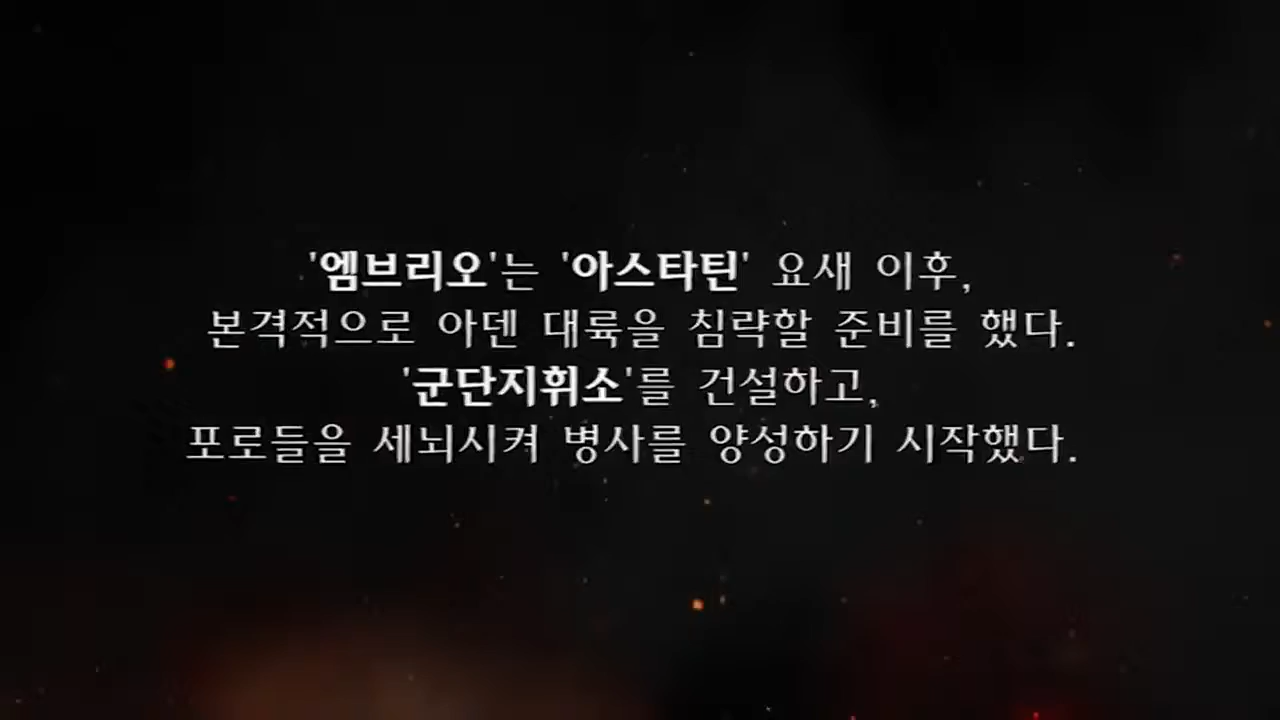 '엠브리오'는 '아스타틴' 요새 이후,
본격적으로 아덴 대륙을 침략할 준비를 했다.
'군단지휘소'를 건설하고,
포로들을 세뇌시켜 병사를 양성하기 시작했다.